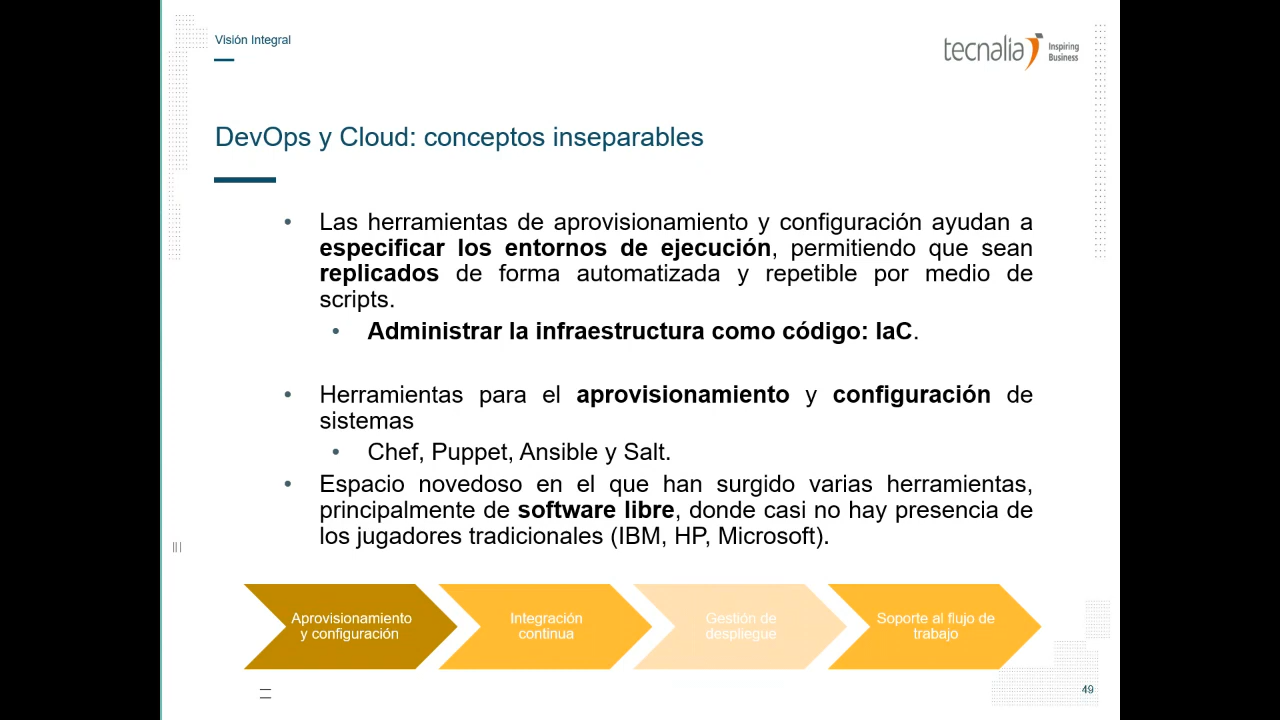 Visión Integral
tecnalia Inspiring
Business
DevOps y Cloud: conceptos inseparables
• Las herramientas de aprovisionamiento y configuración ayudan a
especificar los entornos de ejecución, permitiendo que sean
replicados de forma automatizada y repetible por medio de
scripts.
• Administrar la infraestructura como código: IaC.
• Herramientas para el aprovisionamiento y configuración de
sistemas
• Chef, Puppet, Ansible y Salt.
• Espacio novedoso en el que han surgido varias herramientas,
principalmente de software libre, donde casi no hay presencia de
los jugadores tradicionales (IBM, HP, Microsoft).
Aprovisionamiento
y configuración
Integración
continua
Gestión de
despliegue
Soporte al flujo de
trabajo
49